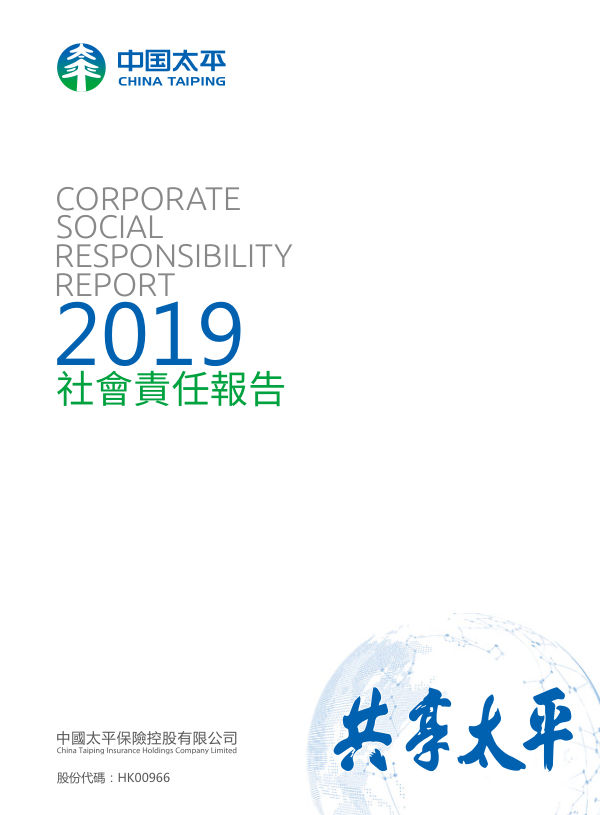 中国太平
CHINA TAIPING
CORPORATE
SOCIAL
RESPONSIBILITY
REPORT
2019
社會責任報告
共享太平
中國太平保險控股有限公司
China Taiping Insurance Holdings Company Limited
股份代碼：HK00966